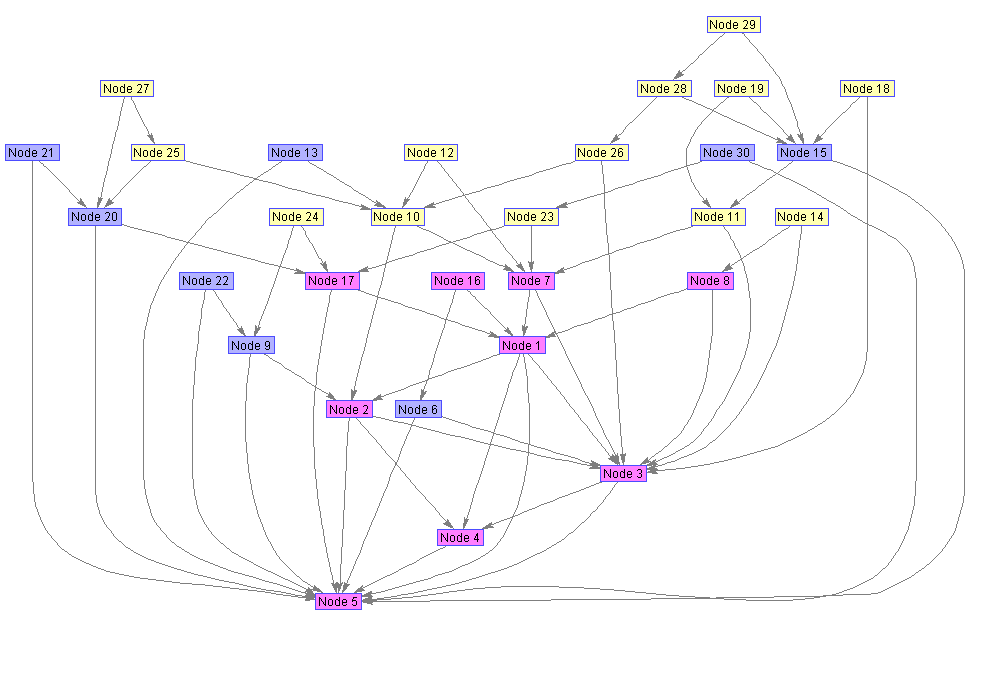 Node 29
Node 27
Node 28
Node 19
Node 18
Node 21
Node 25
Node 13
Node 12
Node 26
Node 30
Node 15
Node 20
Node 24
Node 10
Node 23
Node 11
Node 14
Node 22
Node 17
Node 16
Node 7
Node 8
Node 9
Node 1
Node 2
Node 6
Node 3
Node 4
Node 5